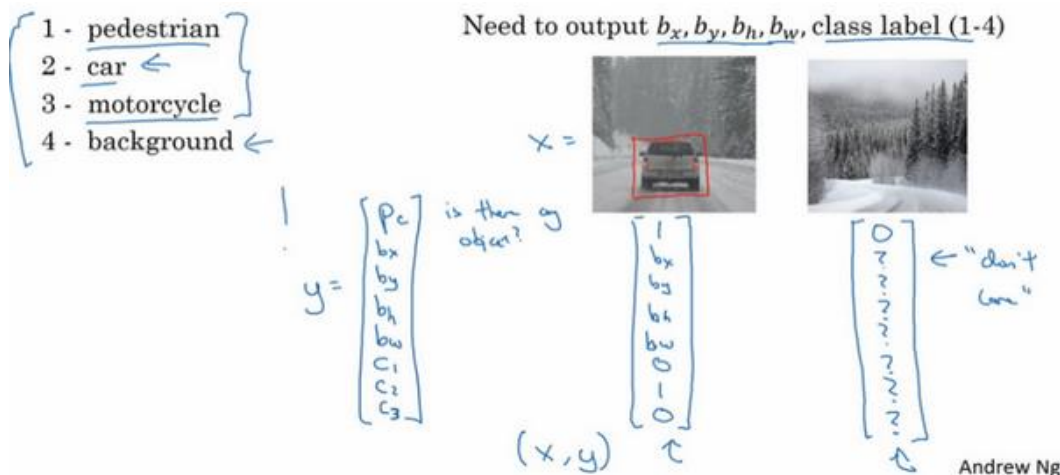 1 - pedestrian
2 - car ←
3 - motorcycle
4 - background ←
Need to output bx, by, bh, bw, class label (1-4)
x =
y =
Pc
bx
by
bh
bw
C1
C2
C3
is there any
object?
1
bx
by
bh
bw
0
1
0
0
?
?
?
?
?
?
?
← "don't
care"
(x, y)
Andrew Ng